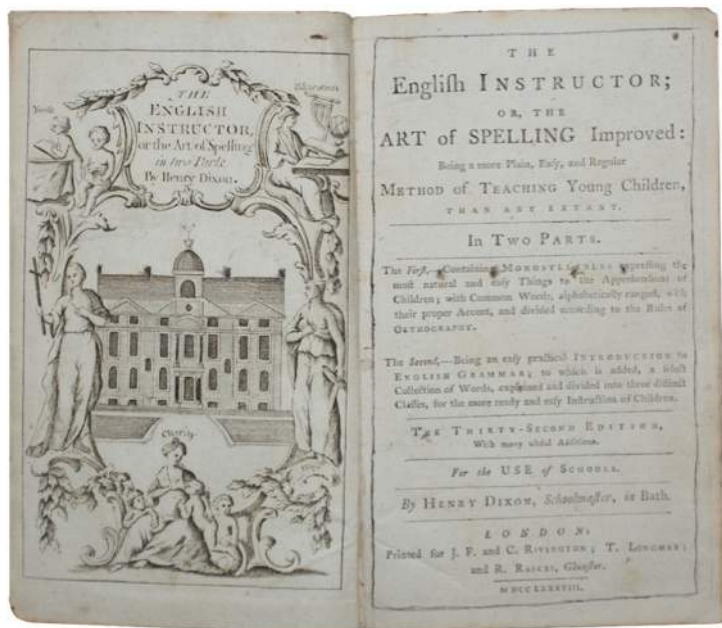 Youth
Education
THE
ENGLISH
INSTRUCTOR,
or the Art of Spelling
in two Parts
By Henry Dixon.
Charity
THE
Engliſh INSTRUCTOR;
OR, THE
ART of SPELLING Improved:
Being a more Plain, Eaſy, and Regular
METHOD of TEACHING Young Children,
THAN ANY EXTANT.
In TWO PARTS.
The Firſt,—Containing MONOSYLLABLES expreſſing the
moſt natural and eaſy Things to the Apprehenſions of
Children; with Common Words, alphabetically ranged, with
their proper Accent, and divided according to the Rules of
ORTHOGRAPHY.
The Second,—Being an eaſy practical INTRODUCTION to
ENGLISH GRAMMAR; to which is added, a ſelect
Collection of Words, explained and divided into three diſtinct
Claſſes, for the more ready and eaſy Inſtruction of Children.
THE THIRTY-SECOND EDITION,
With many uſeful Additions.
For the USE of SCHOOLS.
By HENRY DIXON, Schoolmaſter, in Bath.
LONDON:
Printed for J. F. and C. RIVINGTON; T. LONGMAN;
and R. RAIKES, Glouceſter.